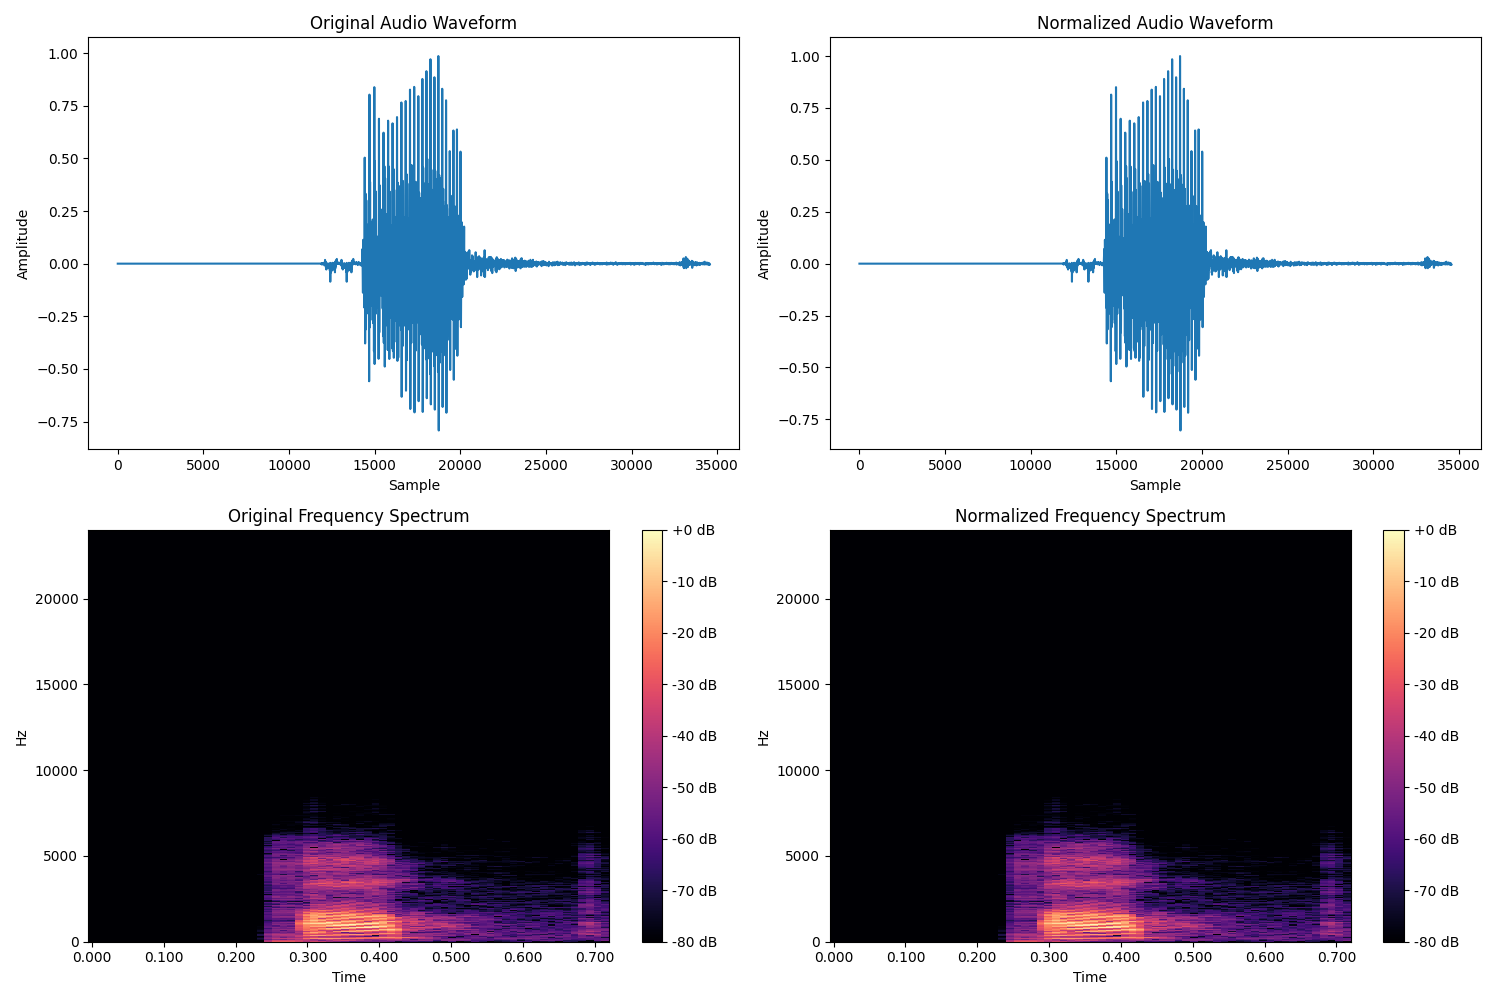 Original Audio Waveform
1.00
0.75
0.50
0.25
0.00
−0.25
−0.50
−0.75
Amplitude
0 5000 10000 15000 20000 25000 30000 35000
Sample
Normalized Audio Waveform
1.00
0.75
0.50
0.25
0.00
−0.25
−0.50
−0.75
Amplitude
0 5000 10000 15000 20000 25000 30000 35000
Sample
Original Frequency Spectrum
20000
15000
10000
5000
0
Hz
0.000 0.100 0.200 0.300 0.400 0.500 0.600 0.700
Time
+0 dB
-10 dB
-20 dB
-30 dB
-40 dB
-50 dB
-60 dB
-70 dB
-80 dB
Normalized Frequency Spectrum
20000
15000
10000
5000
0
Hz
0.000 0.100 0.200 0.300 0.400 0.500 0.600 0.700
Time
+0 dB
-10 dB
-20 dB
-30 dB
-40 dB
-50 dB
-60 dB
-70 dB
-80 dB